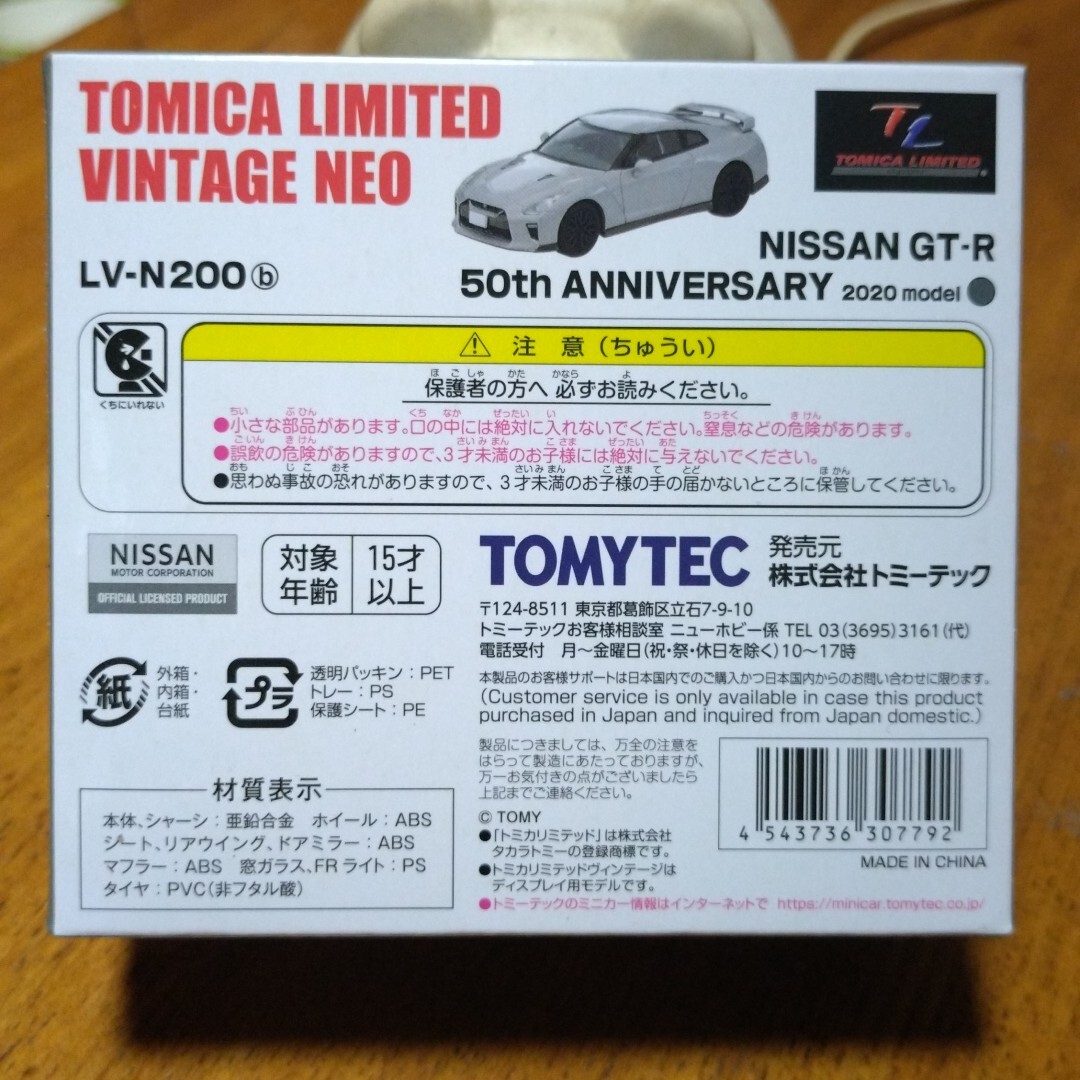 TOMICA LIMITED
VINTAGE NEO
TL
TOMICA LIMITED
NISSAN GT-R
LV-N200ⓑ
50th ANNIVERSARY 2020 model
くちにいれない
⚠ 注 意（ちゅうい）
保護者の方へ 必ずお読みください。
●小さな部品があります。口の中には絶対に入れないでください。窒息などの危険があります。
●誤飲の危険がありますので、3才未満のお子様には絶対に与えないでください。
●思わぬ事故の恐れがありますので、3才未満のお子様の手の届かないところに保管してください。
NISSAN
MOTOR CORPORATION
OFFICIAL LICENSED PRODUCT
対象年齢
15才以上
TOMYTEC
発売元
株式会社トミーテック
〒124-8511 東京都葛飾区立石7-9-10
トミーテックお客様相談室 ニューホビー係 TEL 03(3695)3161(代)
電話受付 月～金曜日(祝・祭・休日を除く)10～17時
本製品のお客様サポートは日本国内でのご購入かつ日本国内からのお問い合わせに限ります。
(Customer service is only available in case this product
purchased in Japan and inquired from Japan domestic.)
紙
外箱・
内箱・
台紙
プラ
透明パッキン：PET
トレー：PS
保護シート：PE
材質表示
本体、シャーシ：亜鉛合金 ホイール：ABS
シート、リアウイング、ドアミラー：ABS
マフラー：ABS 窓ガラス、FRライト：PS
タイヤ：PVC(非フタル酸)
製品につきましては、万全の注意を
はらって製造にあたっておりますが、
万一お気付きの点がございましたら
上記までご連絡ください。
© TOMY
●「トミカリミテッド」は株式会社
タカラトミーの登録商標です。
●トミカリミテッドヴィンテージは
ディスプレイ用モデルです。
●トミーテックのミニカー情報はインターネットで https://minicar.tomytec.co.jp/
4 543736 307792
MADE IN CHINA